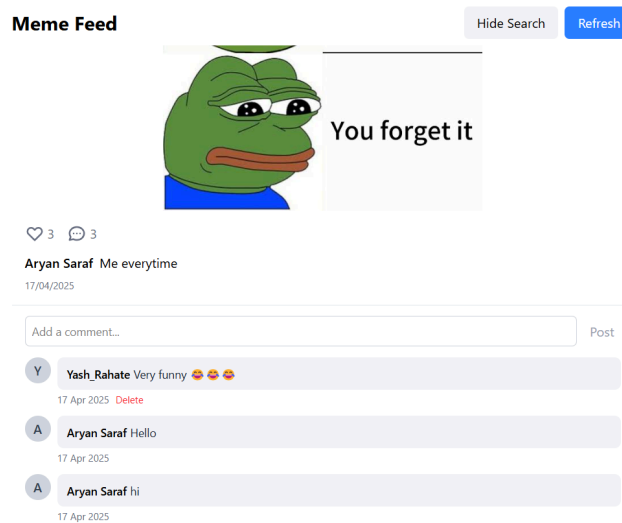 Meme Feed
Hide Search
Refresh
You forget it
3
3
Aryan Saraf Me everytime
17/04/2025
Add a comment...
Post
Y
Yash_Rahate Very funny 😂 😂 😂
17 Apr 2025 Delete
A
Aryan Saraf Hello
17 Apr 2025
A
Aryan Saraf hi
17 Apr 2025